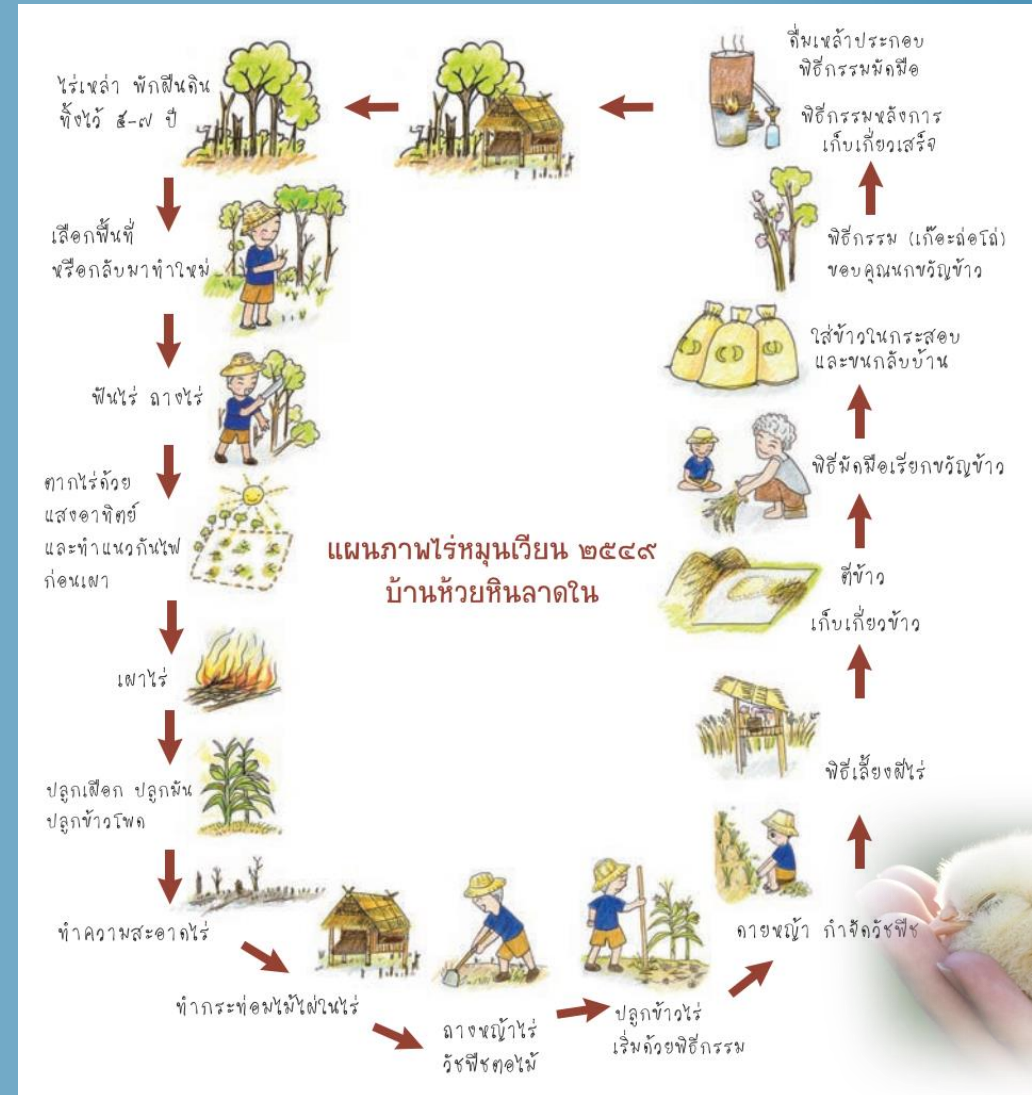 แผนภาพไร่หมุนเวียน ๒๕๔๙
บ้านห้วยหินลาดใน
ไร่เหล่า พักฝืนดิน
ทิ้งไว้ ๕-๗ ปี
เลือกพื้นที่
หรือกลับมาทำใหม่
ฟันไร่ ถางไร่
ตากไร่ด้วย
แสงอาทิตย์
และทำแนวกันไฟ
ก่อนเผา
เผาไร่
ปลูกเผือก ปลูกมัน
ปลูกข้าวโพด
ทำความสะอาดไร่
ทำกระท่อมไม้ไผ่ในไร่
ถางหญ้าไร่
วัชพืชตอไม้
ปลูกข้าวไร่
เริ่มด้วยพิธีกรรม
ดายหญ้า กำจัดวัชพืช
พิธีเลี้ยงผีไร่
เก็บเกี่ยวข้าว
ตีข้าว
พิธีมัดมือเรียกขวัญข้าว
ใส่ข้าวในกระสอบ
และขนกลับบ้าน
พิธีกรรม (เก๊อะถ่อโถ่)
ขอบคุณนกขวัญข้าว
พิธีกรรมหลังการ
เก็บเกี่ยวเสร็จ
ดื่มเหล้าประกอบ
พิธีกรรมมัดมือ